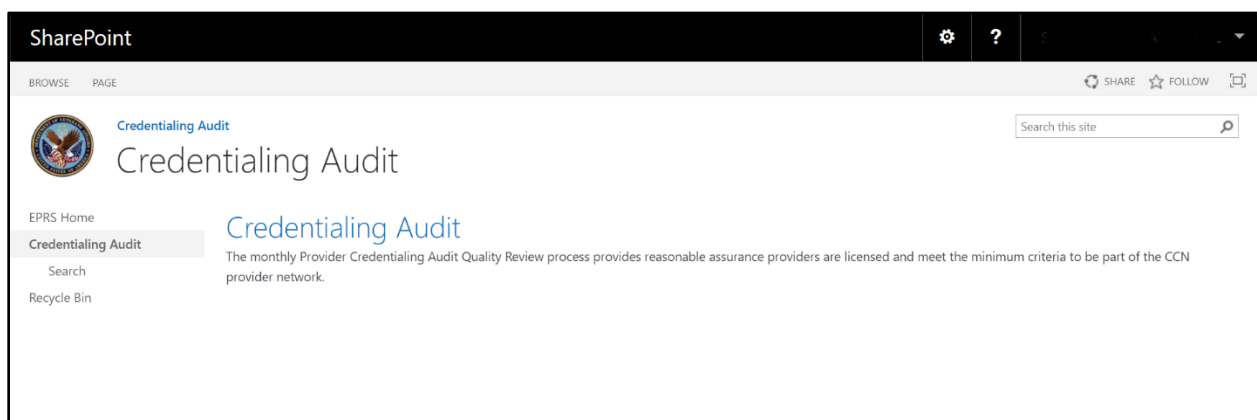 SharePoint
?
BROWSE PAGE
SHARE FOLLOW
Credentialing Audit
Search this site
Credentialing Audit
EPRS Home
Credentialing Audit
Search
Recycle Bin
Credentialing Audit
The monthly Provider Credentialing Audit Quality Review process provides reasonable assurance providers are licensed and meet the minimum criteria to be part of the CCN
provider network.